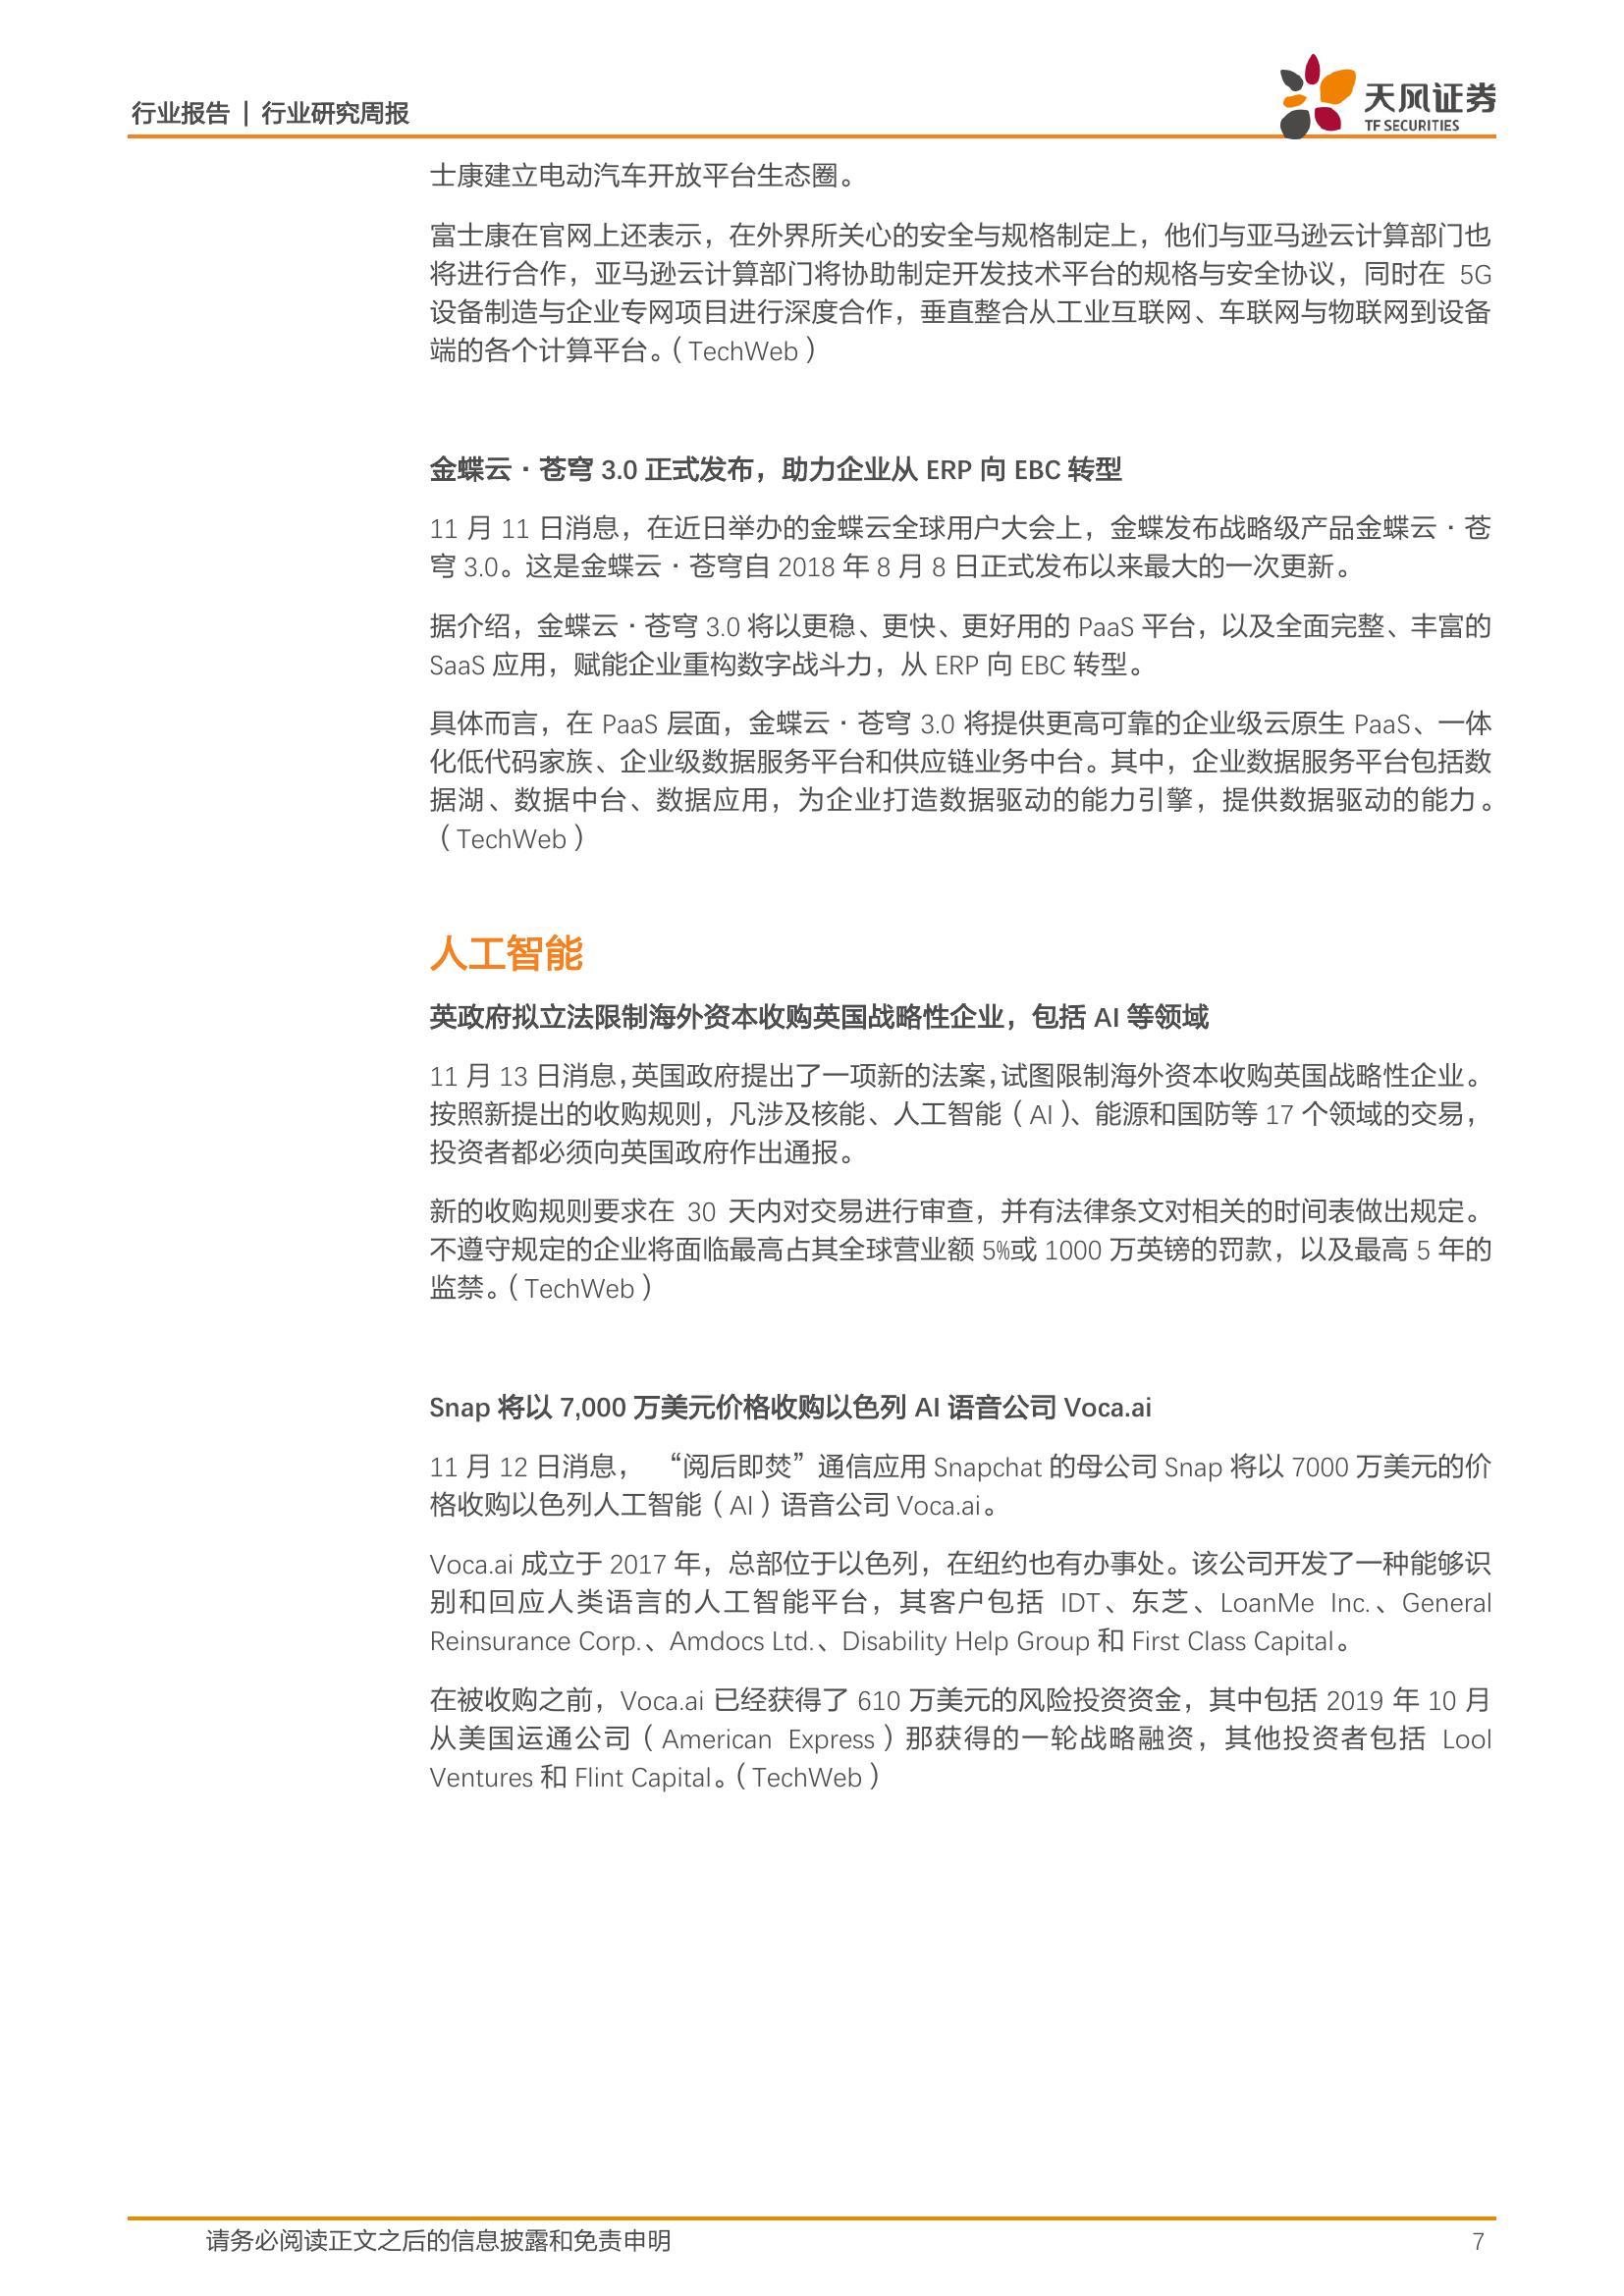 行业报告 | 行业研究周报
天风证券
TF SECURITIES
士康建立电动汽车开放平台生态圈。
富士康在官网上还表示，在外界所关心的安全与规格制定上，他们与亚马逊云计算部门也
将进行合作，亚马逊云计算部门将协助制定开发技术平台的规格与安全协议，同时在 5G
设备制造与企业专网项目进行深度合作，垂直整合从工业互联网、车联网与物联网到设备
端的各个计算平台。（TechWeb）
金蝶云·苍穹 3.0 正式发布，助力企业从 ERP 向 EBC 转型
11 月 11 日消息，在近日举办的金蝶云全球用户大会上，金蝶发布战略级产品金蝶云·苍
穹 3.0。这是金蝶云·苍穹自 2018 年 8 月 8 日正式发布以来最大的一次更新。
据介绍，金蝶云·苍穹 3.0 将以更稳、更快、更好用的 PaaS 平台，以及全面完整、丰富的
SaaS 应用，赋能企业重构数字战斗力，从 ERP 向 EBC 转型。
具体而言，在 PaaS 层面，金蝶云·苍穹 3.0 将提供更高可靠的企业级云原生 PaaS、一体
化低代码家族、企业级数据服务平台和供应链业务中台。其中，企业数据服务平台包括数
据湖、数据中台、数据应用，为企业打造数据驱动的能力引擎，提供数据驱动的能力。
（TechWeb）
人工智能
英政府拟立法限制海外资本收购英国战略性企业，包括 AI 等领域
11 月 13 日消息，英国政府提出了一项新的法案，试图限制海外资本收购英国战略性企业。
按照新提出的收购规则，凡涉及核能、人工智能（AI）、能源和国防等 17 个领域的交易，
投资者都必须向英国政府作出通报。
新的收购规则要求在 30 天内对交易进行审查，并有法律条文对相关的时间表做出规定。
不遵守规定的企业将面临最高占其全球营业额 5%或 1000 万英镑的罚款，以及最高 5 年的
监禁。（TechWeb）
Snap 将以 7,000 万美元价格收购以色列 AI 语音公司 Voca.ai
11 月 12 日消息， “阅后即焚”通信应用 Snapchat 的母公司 Snap 将以 7000 万美元的价
格收购以色列人工智能（AI）语音公司 Voca.ai。
Voca.ai 成立于 2017 年，总部位于以色列，在纽约也有办事处。该公司开发了一种能够识
别和回应人类语言的人工智能平台，其客户包括 IDT、东芝、LoanMe Inc.、General
Reinsurance Corp.、Amdocs Ltd.、Disability Help Group 和 First Class Capital。
在被收购之前，Voca.ai 已经获得了 610 万美元的风险投资资金，其中包括 2019 年 10 月
从美国运通公司（American Express）那获得的一轮战略融资，其他投资者包括 Lool
Ventures 和 Flint Capital。（TechWeb）
请务必阅读正文之后的信息披露和免责申明
7